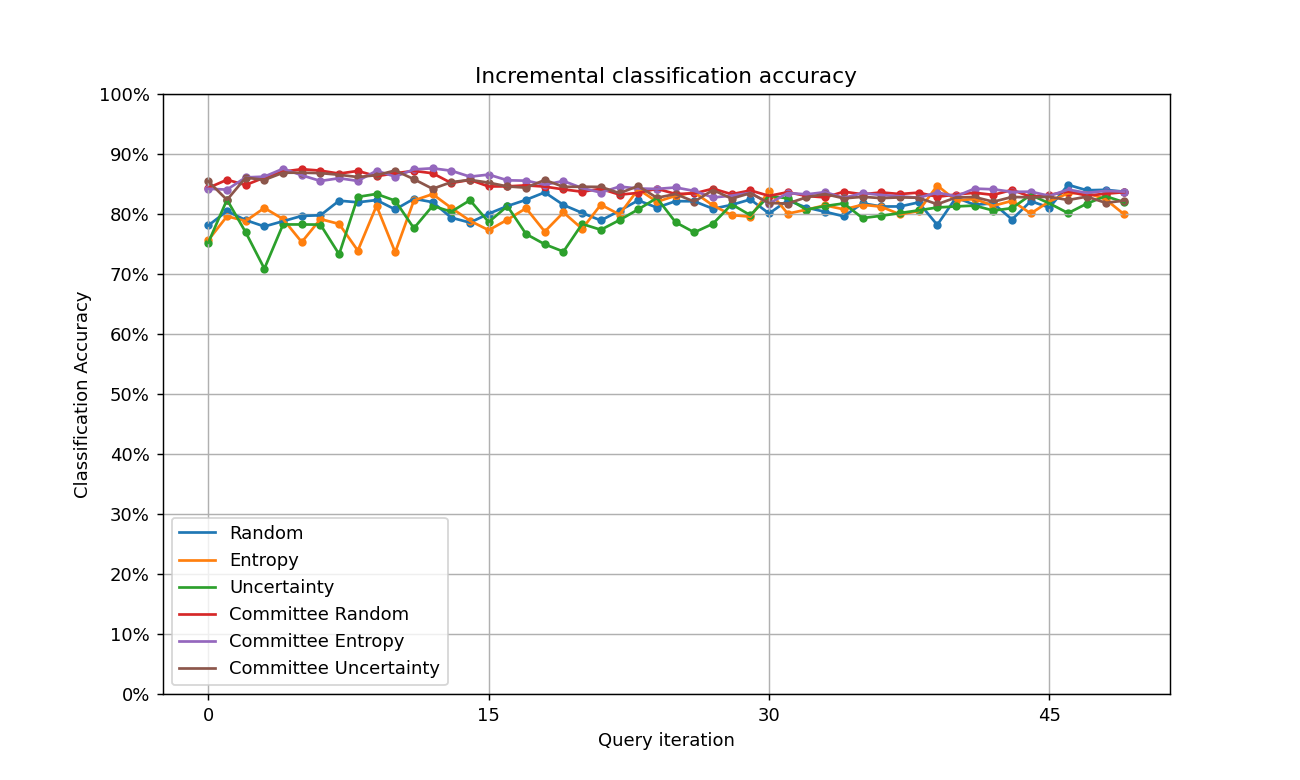 Incremental classification accuracy
100%
90%
80%
70%
60%
50%
40%
30%
20%
10%
0%
Classification Accuracy
Random
Entropy
Uncertainty
Committee Random
Committee Entropy
Committee Uncertainty
0 15 30 45
Query iteration